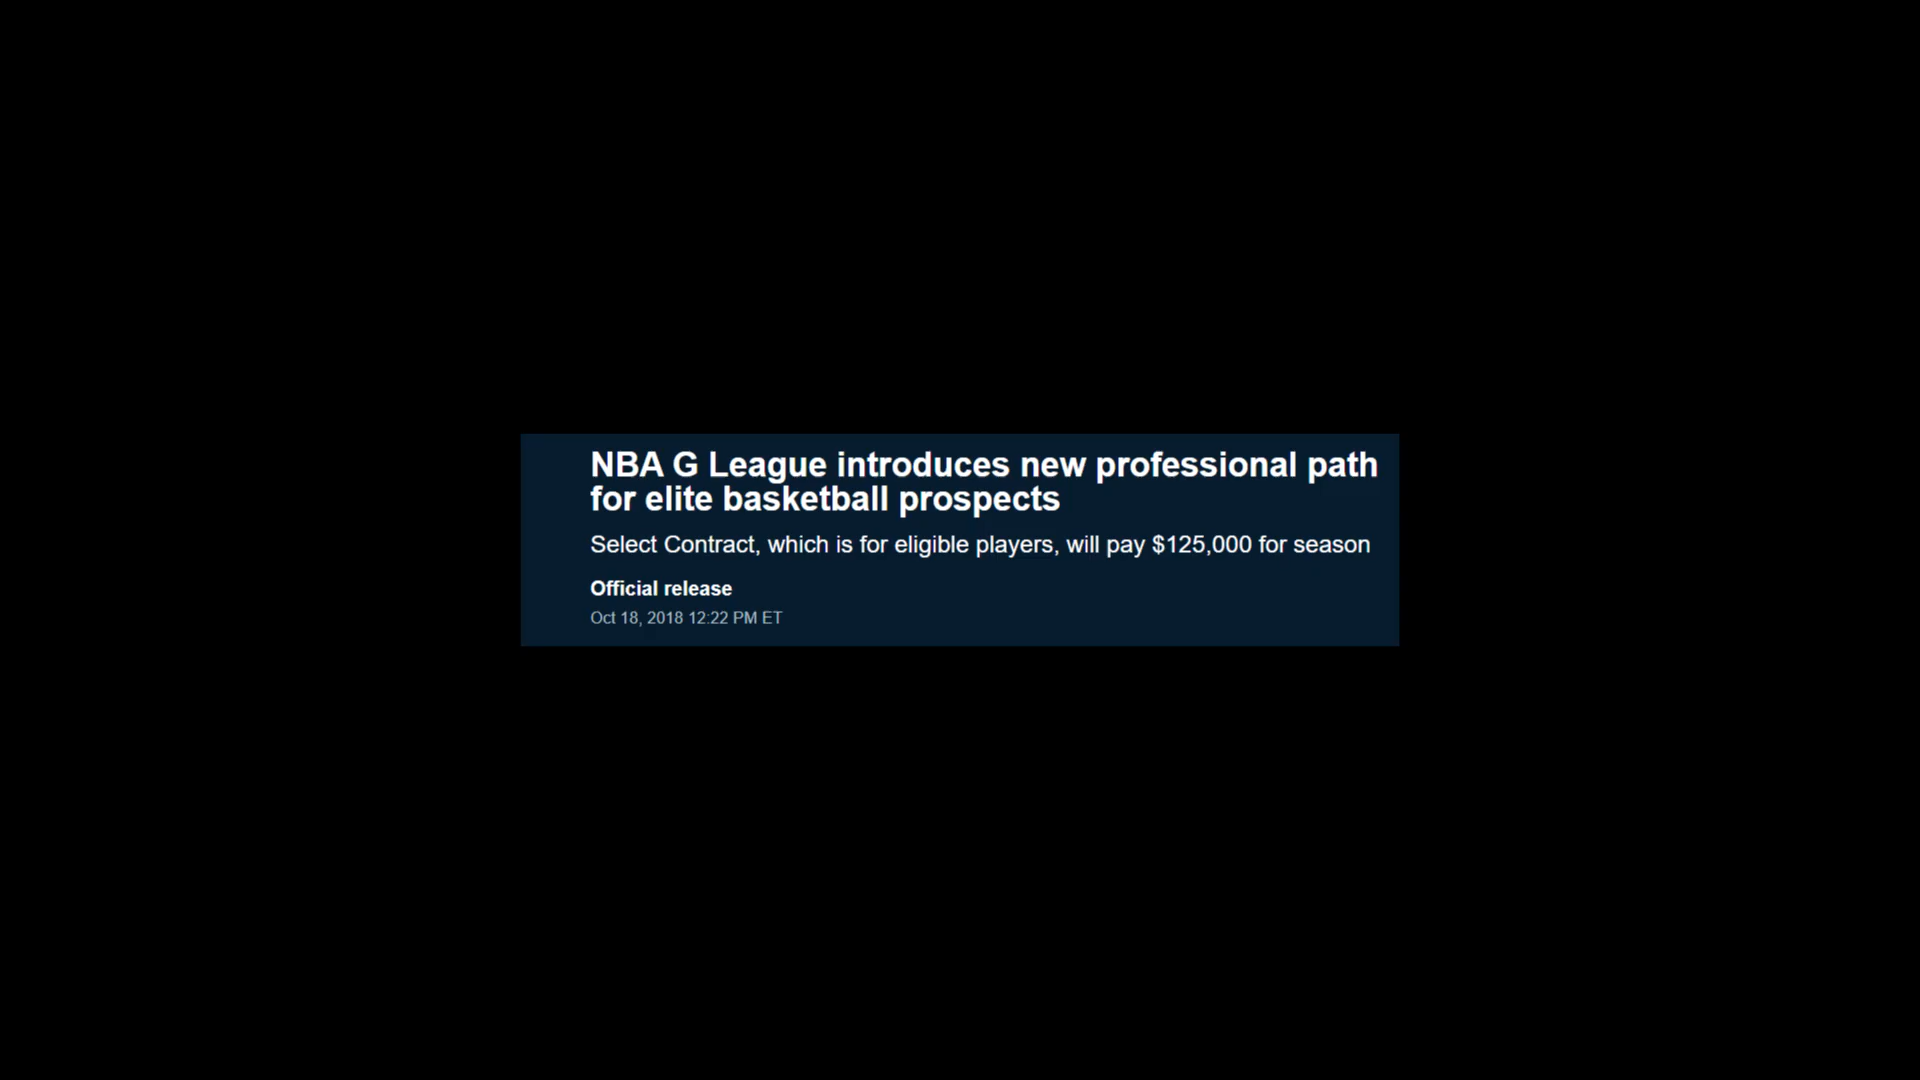 NBA G League introduces new professional path
for elite basketball prospects
Select Contract, which is for eligible players, will pay $125,000 for season
Official release
Oct 18, 2018 12:22 PM ET